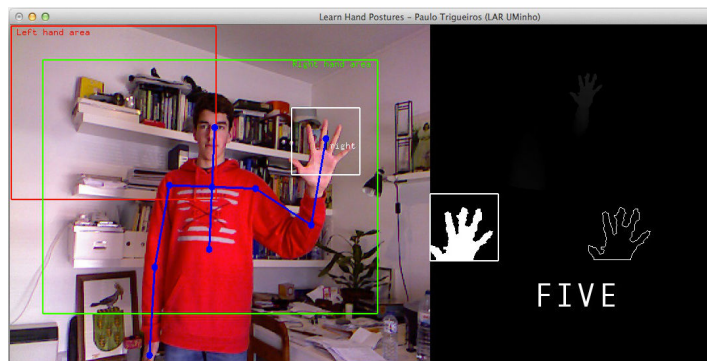 Learn Hand Postures - Paulo Trigueiros (LAR UMinho)
Left hand area
Right hand area
right
FIVE